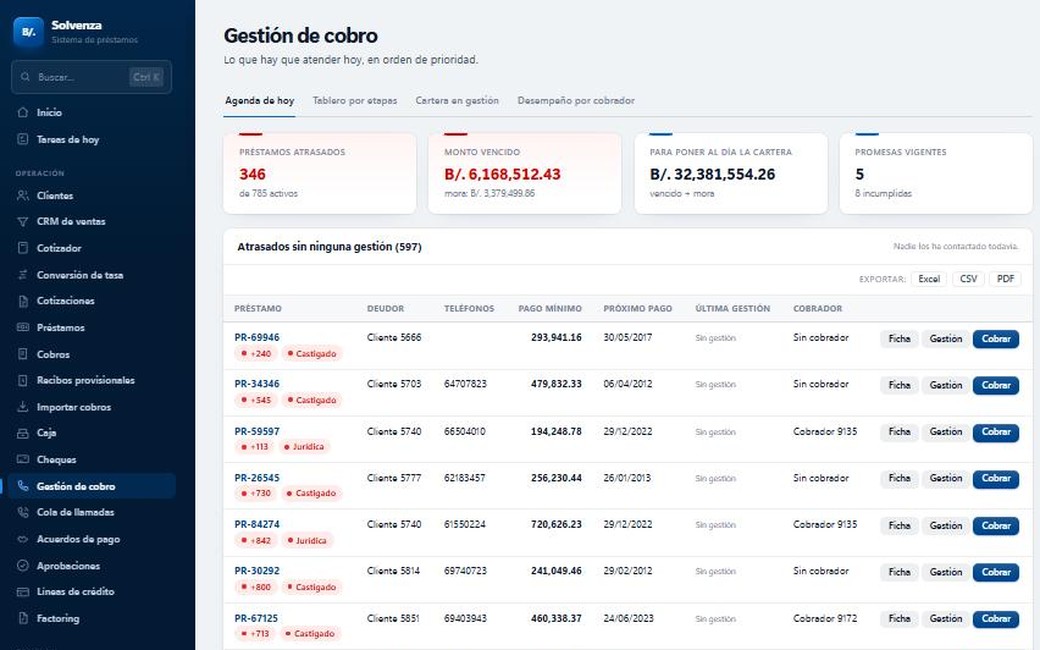 B/.
Solvenza
Sistema de préstamos
Buscar... Ctrl K
Inicio
Tareas de hoy
OPERACIÓN
Clientes
CRM de ventas
Cotizador
Conversión de tasa
Cotizaciones
Préstamos
Cobros
Recibos provisionales
Importar cobros
Caja
Cheques
Gestión de cobro
Cola de llamadas
Acuerdos de pago
Aprobaciones
Líneas de crédito
Factoring
Gestión de cobro
Lo que hay que atender hoy, en orden de prioridad.
Agenda de hoy Tablero por etapas Cartera en gestión Desempeño por cobrador
PRÉSTAMOS ATRASADOS
346
de 785 activos
MONTO VENCIDO
B/. 6,168,512.43
mora: B/. 3,379,499.86
PARA PONER AL DÍA LA CARTERA
B/. 32,381,554.26
vencido + mora
PROMESAS VIGENTES
5
8 incumplidas
Atrasados sin ninguna gestión (597) Nadie los ha contactado todavía.
EXPORTAR: Excel CSV PDF
PRÉSTAMO DEUDOR TELÉFONOS PAGO MÍNIMO PRÓXIMO PAGO ÚLTIMA GESTIÓN COBRADOR
PR-69946 Cliente 5666 293,941.16 30/05/2017 Sin gestión Sin cobrador Ficha Gestión Cobrar
+240 Castigado
PR-34346 Cliente 5703 64707823 479,832.33 06/04/2012 Sin gestión Sin cobrador Ficha Gestión Cobrar
+545 Castigado
PR-59597 Cliente 5740 66504010 194,248.78 29/12/2022 Sin gestión Cobrador 9135 Ficha Gestión Cobrar
+113 Jurídica
PR-26545 Cliente 5777 62183457 256,230.44 26/01/2013 Sin gestión Sin cobrador Ficha Gestión Cobrar
+730 Castigado
PR-84274 Cliente 5740 61550224 720,626.23 29/12/2022 Sin gestión Cobrador 9135 Ficha Gestión Cobrar
+842 Jurídica
PR-30292 Cliente 5814 69740723 241,049.46 29/02/2012 Sin gestión Sin cobrador Ficha Gestión Cobrar
+800 Castigado
PR-67125 Cliente 5851 69403943 460,338.37 24/06/2023 Sin gestión Cobrador 9172 Ficha Gestión Cobrar
+713 Castigado